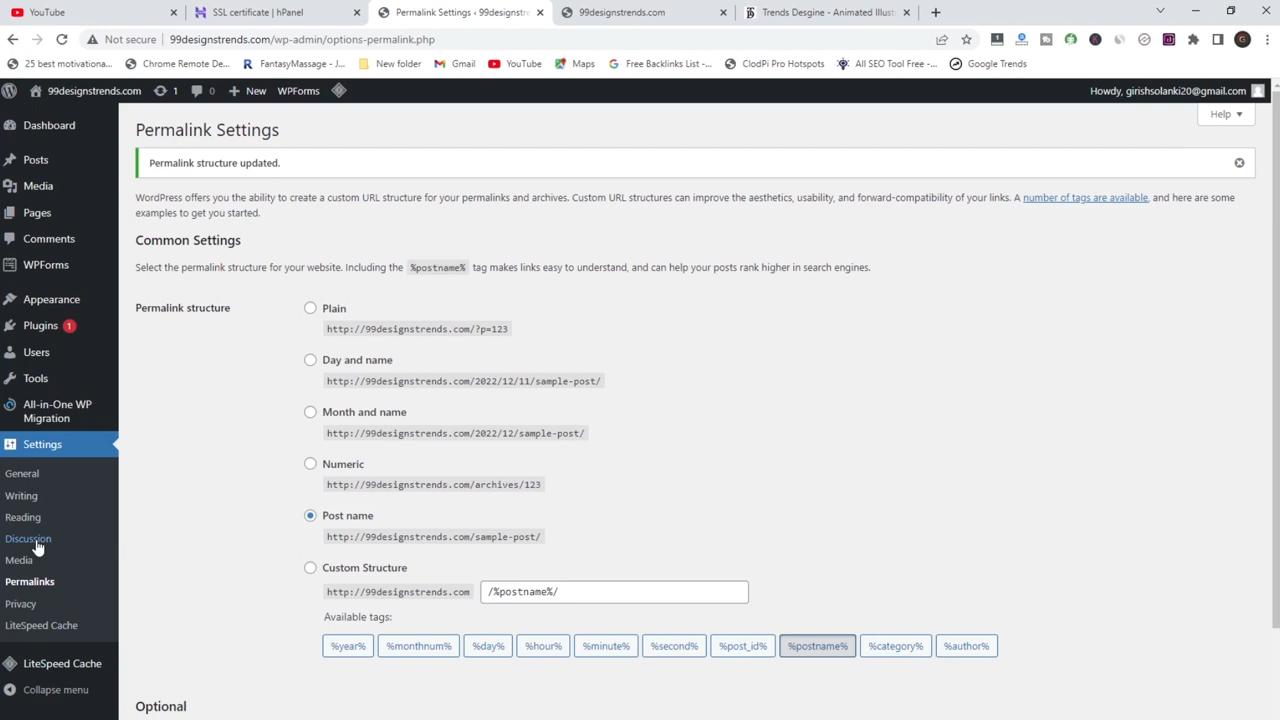 YouTube
SSL certificate | hPanel
Permalink Settings ‹ 99designstre
99designstrends.com
Trends Desgine - Animated Illust
Not secure
99designstrends.com/wp-admin/options-permalink.php
25 best motivationa...
Chrome Remote De...
FantasyMassage - J...
New folder
Gmail
YouTube
Maps
Free Backlinks List -...
ClodPi Pro Hotspots
All SEO Tool Free -...
Google Trends
99designstrends.com
1
0
New
WPForms
Howdy, girishsolanki20@gmail.com
Dashboard
Posts
Media
Pages
Comments
WPForms
Appearance
Plugins 1
Users
Tools
All-in-One WP
Migration
Settings
General
Writing
Reading
Discussion
Media
Permalinks
Privacy
LiteSpeed Cache
LiteSpeed Cache
Collapse menu
Help
Permalink Settings
Permalink structure updated.
WordPress offers you the ability to create a custom URL structure for your permalinks and archives. Custom URL structures can improve the aesthetics, usability, and forward-compatibility of your links. A number of tags are available, and here are some
examples to get you started.
Common Settings
Select the permalink structure for your website. Including the %postname% tag makes links easy to understand, and can help your posts rank higher in search engines.
Permalink structure
Plain
http://99designstrends.com/?p=123
Day and name
http://99designstrends.com/2022/12/11/sample-post/
Month and name
http://99designstrends.com/2022/12/sample-post/
Numeric
http://99designstrends.com/archives/123
Post name
http://99designstrends.com/sample-post/
Custom Structure
http://99designstrends.com /%postname%/
Available tags:
%year% %monthnum% %day% %hour% %minute% %second% %post_id% %postname% %category% %author%
Optional